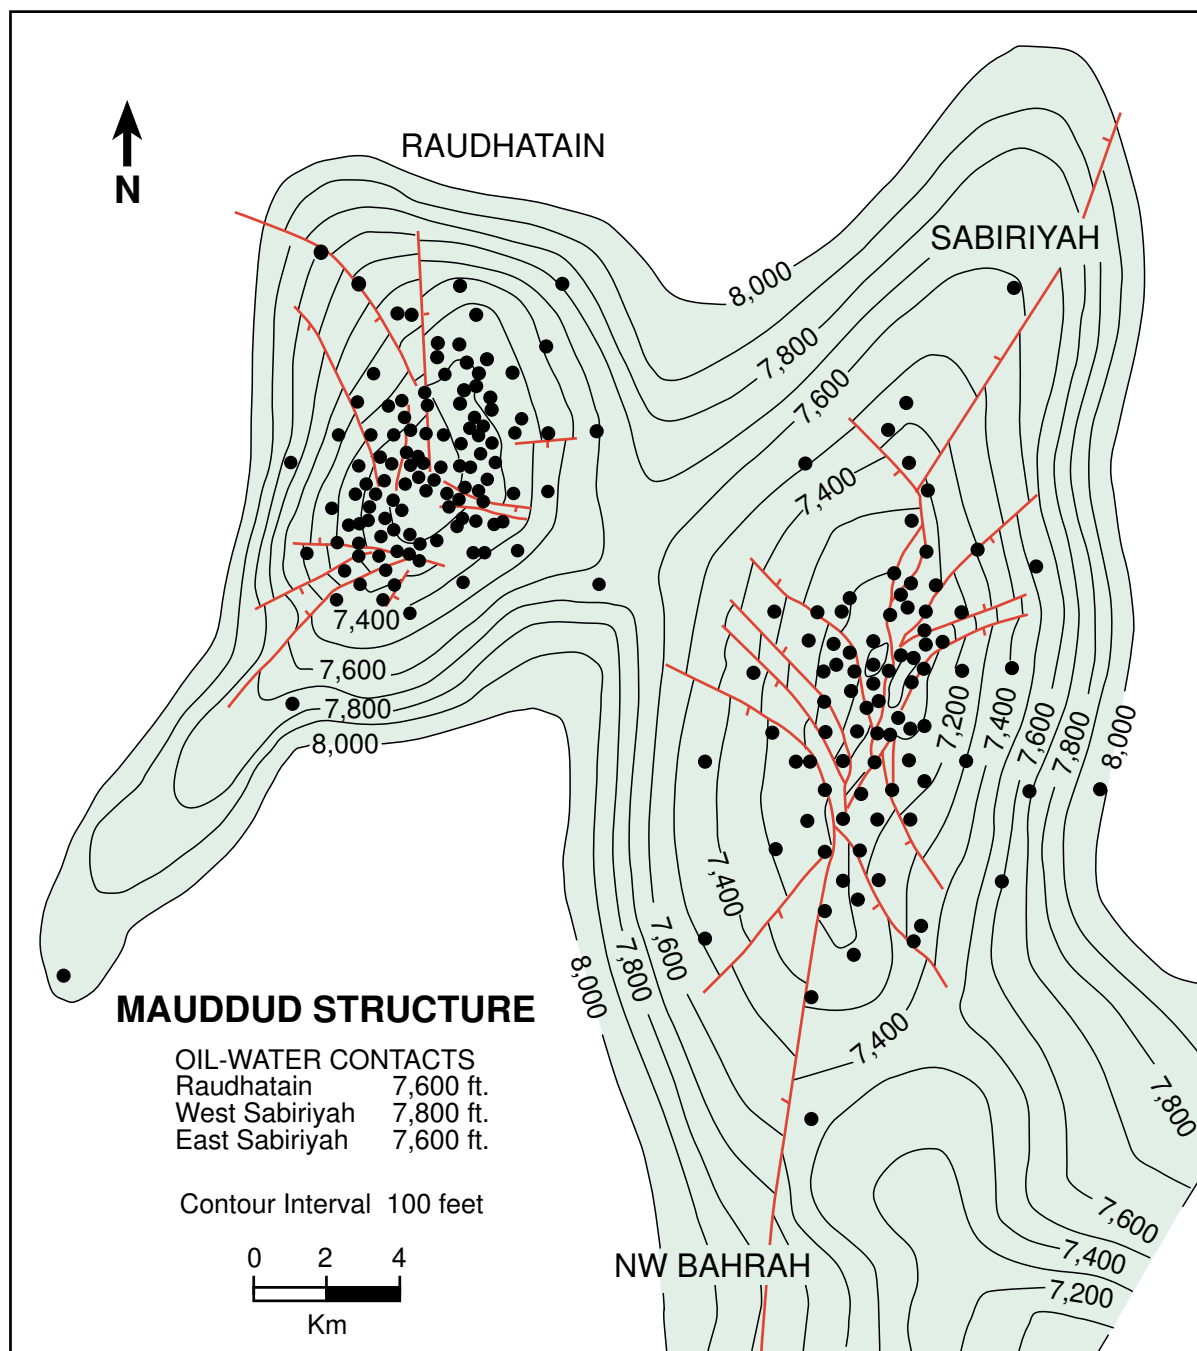 RAUDHATAIN
N
SABIRIYAH
8,000
7,800
7,600
7,400
7,400
7,600
7,800
8,000
7,200
7,400
7,600
7,800
8,000
7,400
7,600
7,800
8,000
7,400
7,800
7,600
7,400
7,200
MAUDDUD STRUCTURE
OIL-WATER CONTACTS
Raudhatain 7,600 ft.
West Sabiriyah 7,800 ft.
East Sabiriyah 7,600 ft.
Contour Interval 100 feet
0 2 4
Km
NW BAHRAH